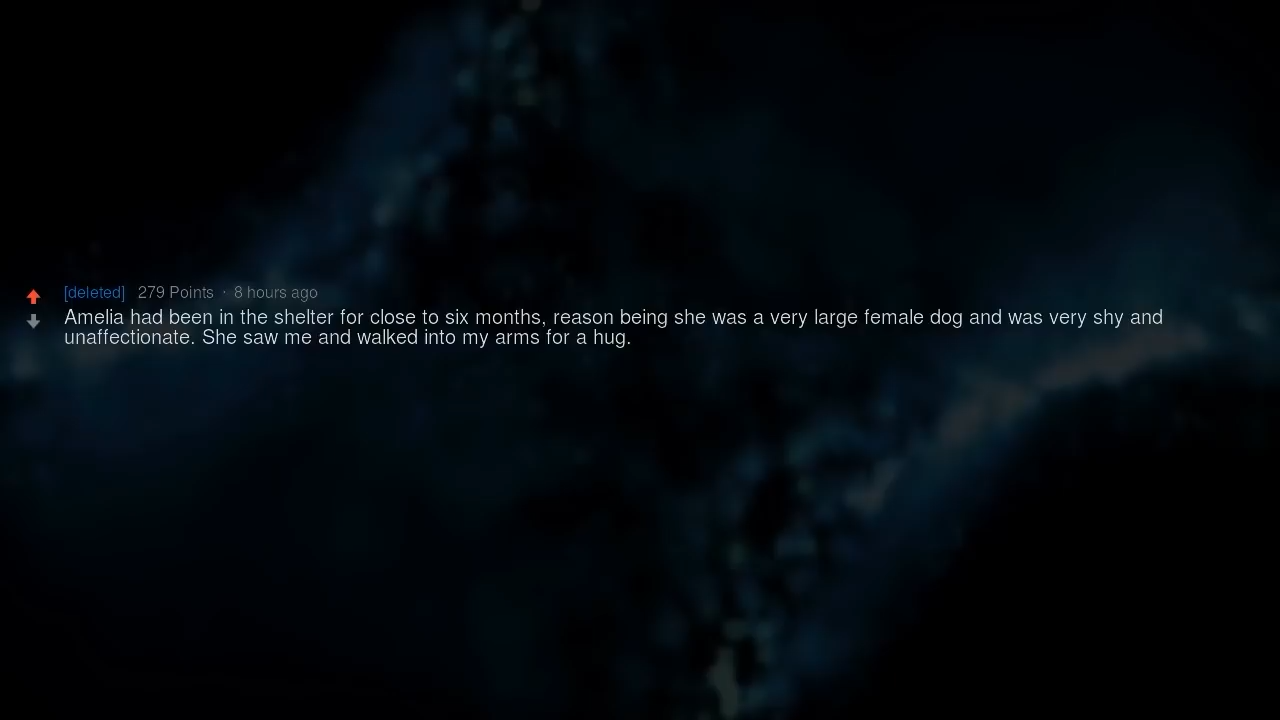 [deleted] 279 Points · 8 hours ago
Amelia had been in the shelter for close to six months, reason being she was a very large female dog and was very shy and
unaffectionate. She saw me and walked into my arms for a hug.